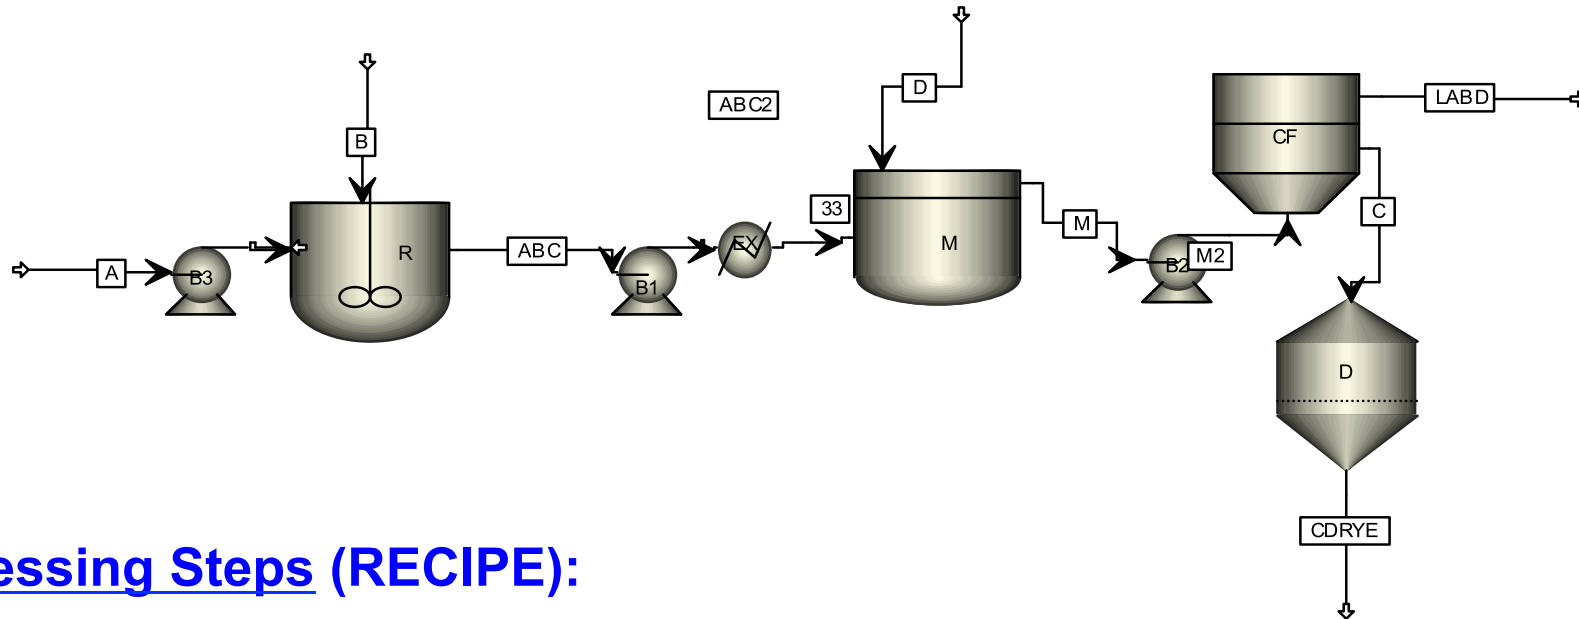 A
B3
B
R
ABC
B1
EX
ABC2
33
D
M
M
B2
M2
CF
LABD
C
D
CDRYE
essing Steps (RECIPE):